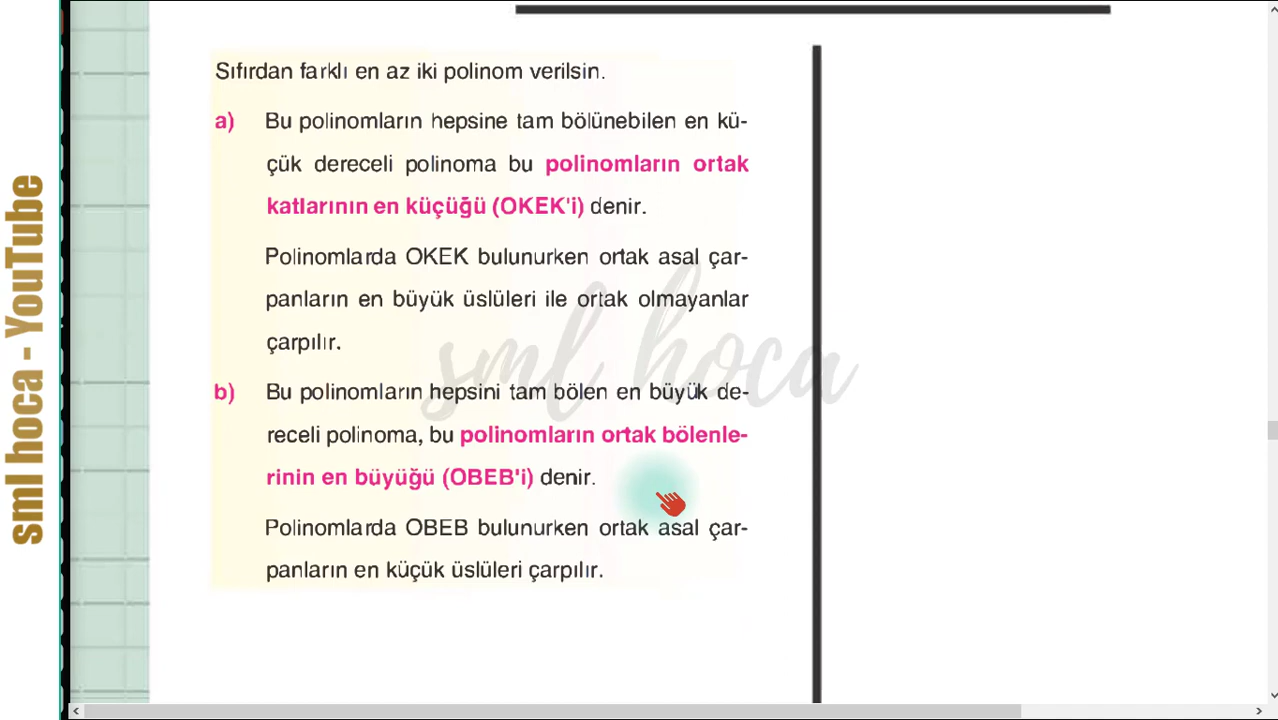 sml hoca - YouTube
Sıfırdan farklı en az iki polinom verilsin.
a) Bu polinomların hepsine tam bölünebilen en kü-
çük dereceli polinoma bu polinomların ortak
katlarının en küçüğü (OKEK'i) denir.
Polinomlarda OKEK bulunurken ortak asal çar-
panların en büyük üslüleri ile ortak olmayanlar
çarpılır.
sml hoca
b) Bu polinomların hepsini tam bölen en büyük de-
receli polinoma, bu polinomların ortak bölenle-
rinin en büyüğü (OBEB'i) denir.
Polinomlarda OBEB bulunurken ortak asal çar-
panların en küçük üslüleri çarpılır.